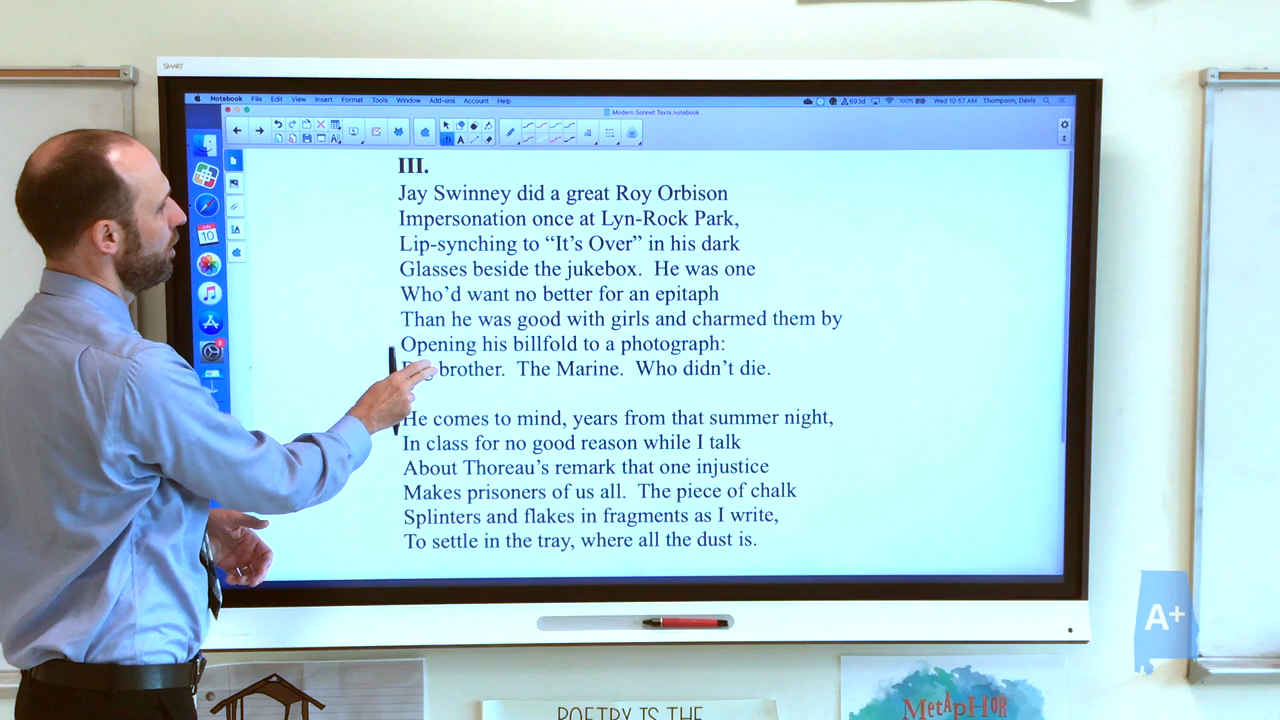 SMART
Notebook File Edit View Insert Format Tools Window Add-ons Account Help 693d 100% Wed 10:57 AM Thompson, Davis
Modern Sonnet Texts.notebook
III.
Jay Swinney did a great Roy Orbison
Impersonation once at Lyn-Rock Park,
Lip-synching to “It’s Over” in his dark
Glasses beside the jukebox. He was one
Who’d want no better for an epitaph
Than he was good with girls and charmed them by
Opening his billfold to a photograph:
brother. The Marine. Who didn’t die.
He comes to mind, years from that summer night,
In class for no good reason while I talk
About Thoreau’s remark that one injustice
Makes prisoners of us all. The piece of chalk
Splinters and flakes in fragments as I write,
To settle in the tray, where all the dust is.
10
A+
POETRY IS THE
METAPHOR